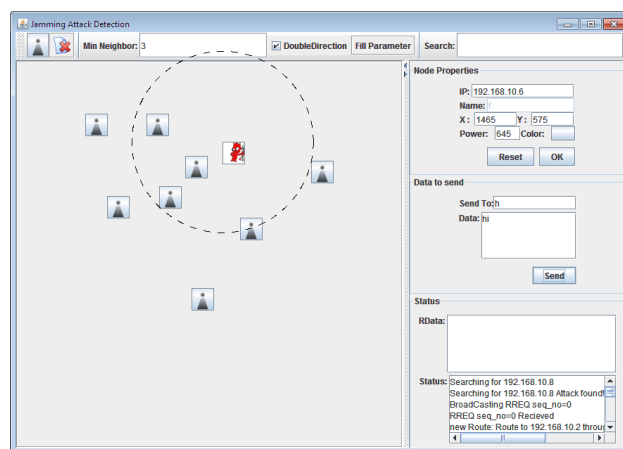 Jamming Attack Detection
Min Neighbor: 3 DoubleDirection Fill Parameter Search:
Node Properties
IP: 192.168.10.6
Name: f
X : 1465 Y : 575
Power: 645 Color:
Reset OK
Data to send
Send To: h
Data: hi
Send
Status
RData:
Status: Searching for 192.168.10.8
Searching for 192.168.10.8 Attack found!
BroadCasting RREQ seq_no=0
RREQ seq_no=0 Recieved
new Route: Route to 192.168.10.2 throu